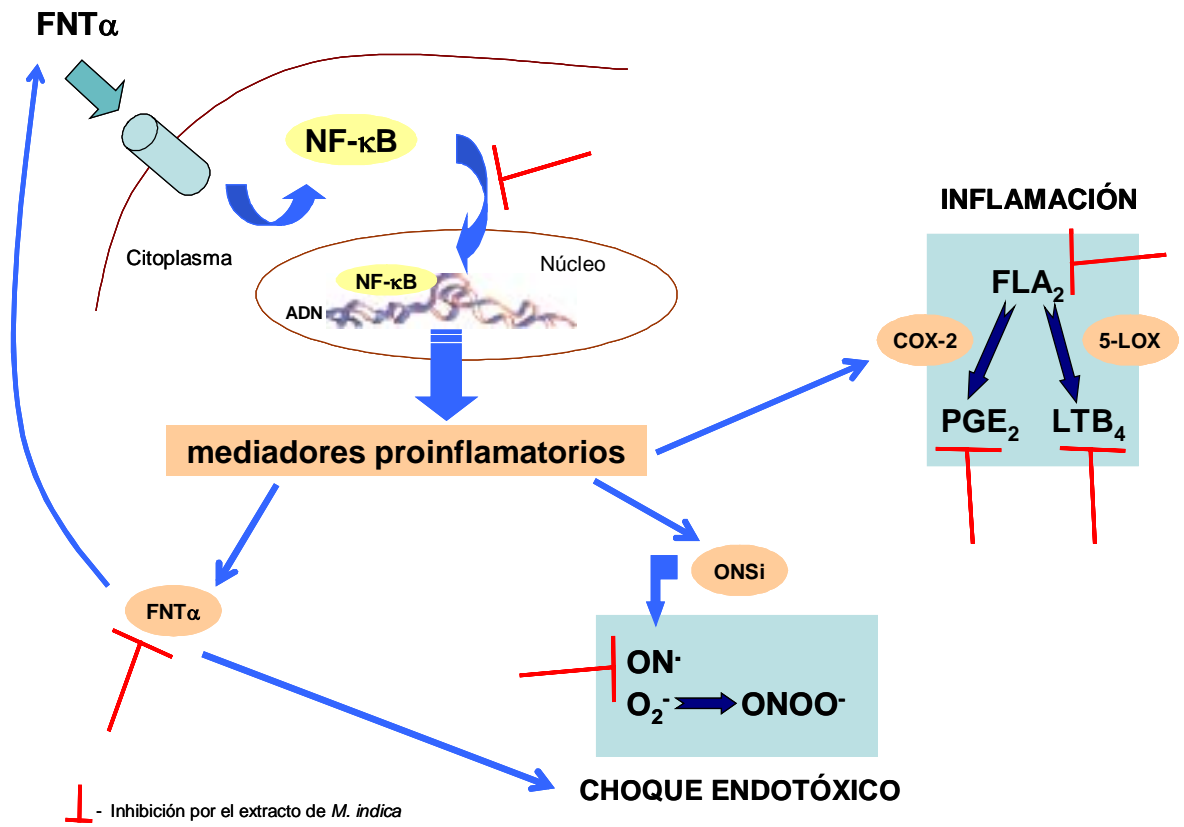 FNTα
NF-κB
Citoplasma
Núcleo
NF-κB
ADN
mediadores proinflamatorios
FNTα
ONSi
ON·
O₂⁻ ONOO⁻
CHOQUE ENDOTÓXICO
INFLAMACIÓN
FLA₂
COX-2
5-LOX
PGE₂ LTB₄
- Inhibición por el extracto de M. indica